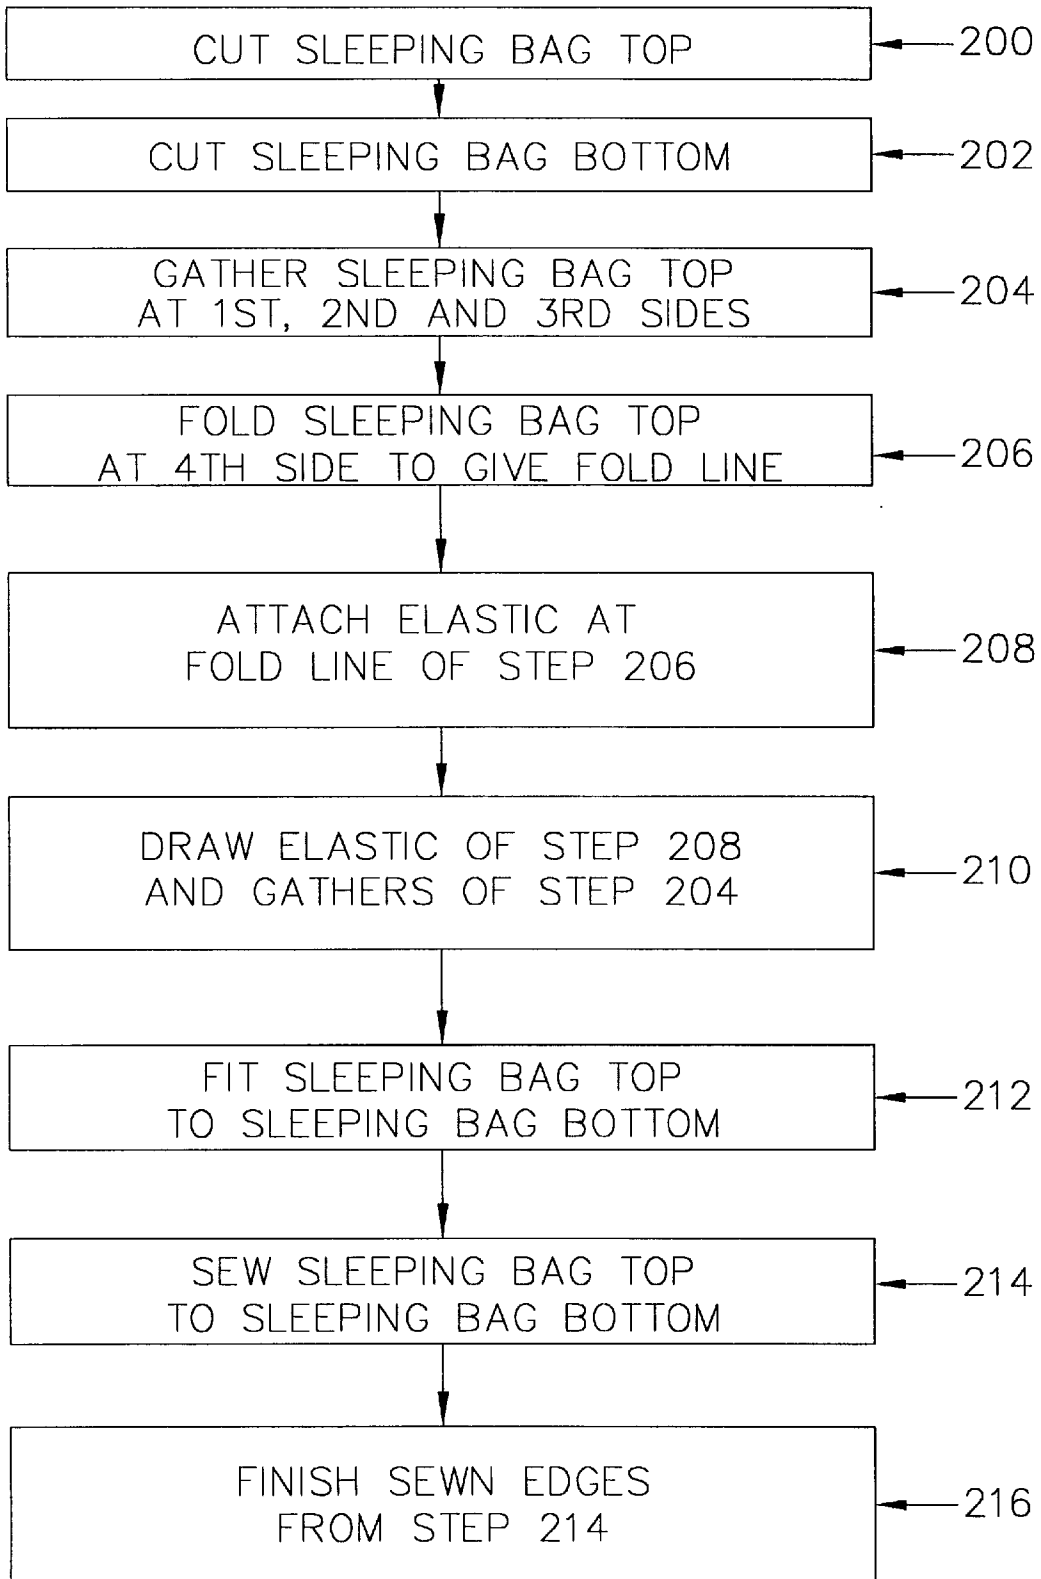 CUT SLEEPING BAG TOP
200
CUT SLEEPING BAG BOTTOM
202
GATHER SLEEPING BAG TOP
AT 1ST, 2ND AND 3RD SIDES
204
FOLD SLEEPING BAG TOP
AT 4TH SIDE TO GIVE FOLD LINE
206
ATTACH ELASTIC AT
FOLD LINE OF STEP 206
208
DRAW ELASTIC OF STEP 208
AND GATHERS OF STEP 204
210
FIT SLEEPING BAG TOP
TO SLEEPING BAG BOTTOM
212
SEW SLEEPING BAG TOP
TO SLEEPING BAG BOTTOM
214
FINISH SEWN EDGES
FROM STEP 214
216